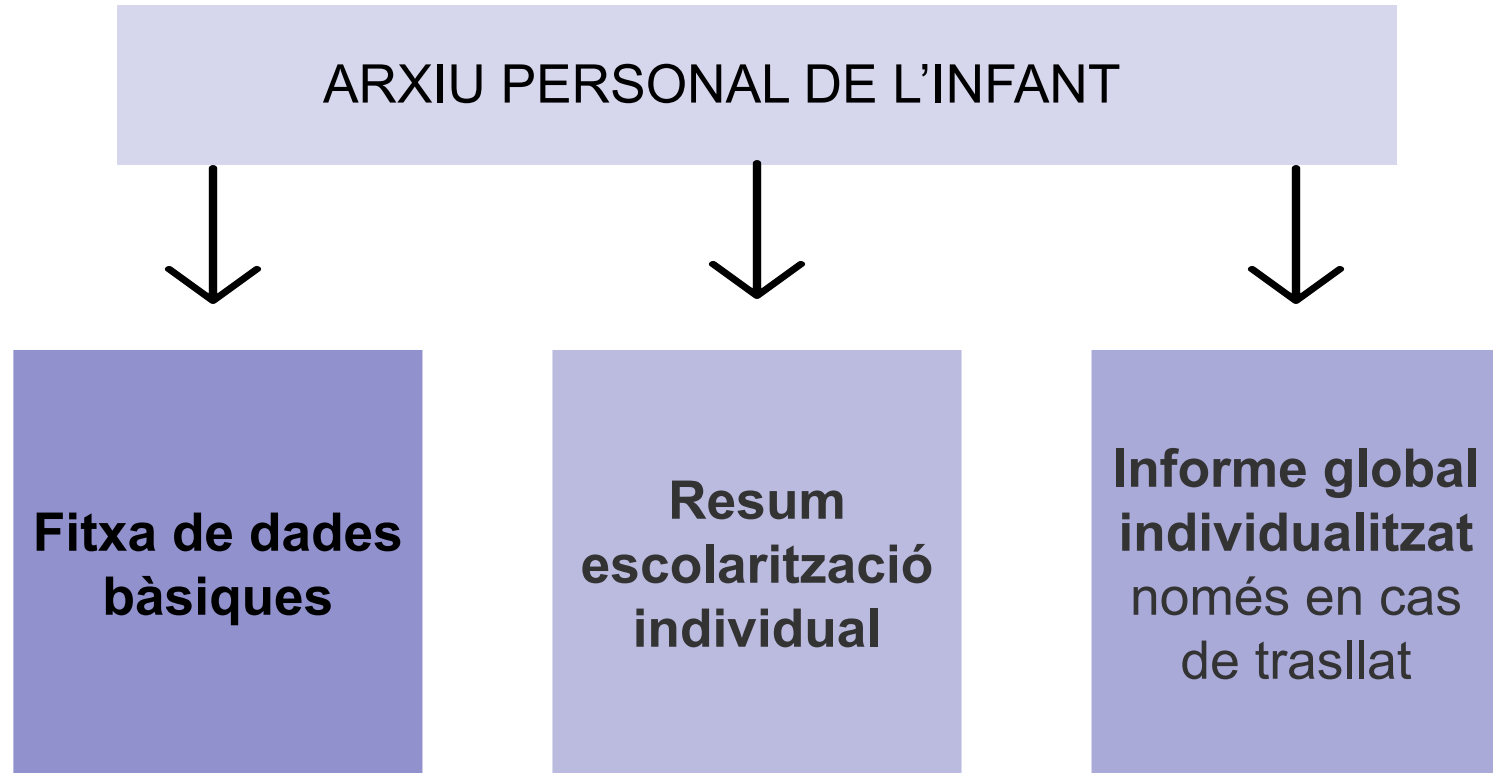 ARXIU PERSONAL DE L’INFANT
Fitxa de dades
bàsiques
Resum
escolarització
individual
Informe global
individualitzat
només en cas
de trasllat